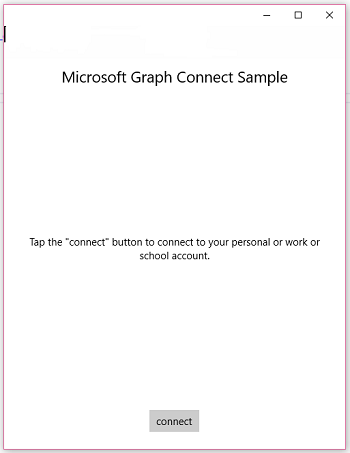 Microsoft Graph Connect Sample
Tap the "connect" button to connect to your personal or work or
school account.
connect